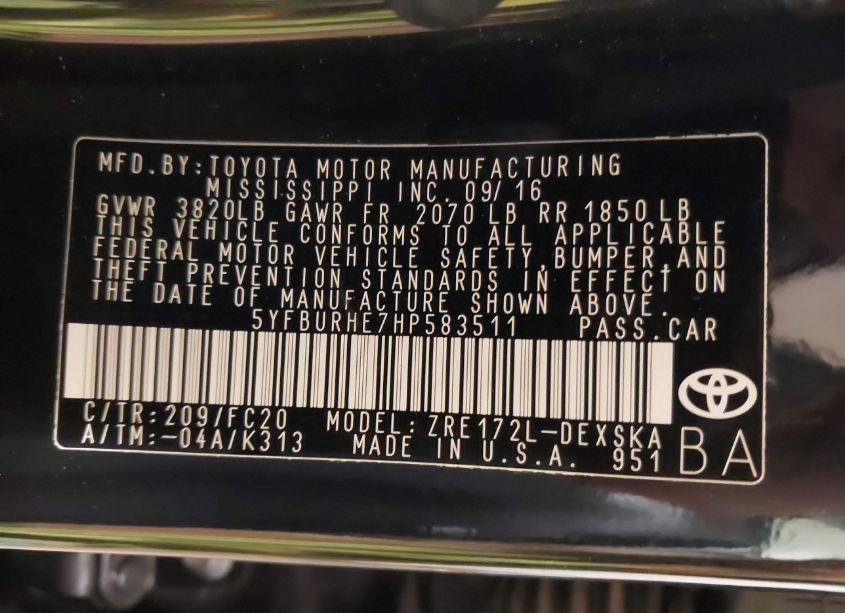 MFD.BY:TOYOTA MOTOR MANUFACTURING
MISSISSIPPI INC. 09/16
GVWR 3820LB GAWR FR 2070 LB RR 1850 LB
THIS VEHICLE CONFORMS TO ALL APPLICABLE
FEDERAL MOTOR VEHICLE SAFETY,BUMPER,AND
THEFT PREVENTION STANDARDS IN EFFECT ON
THE DATE OF MANUFACTURE SHOWN ABOVE.
5YFBURHE7HP583511 PASS.CAR
C/TR:209/FC20 MODEL:ZRE172L-DEXSKA
A/TM:-04A/K313 MADE IN U.S.A. 951 BA